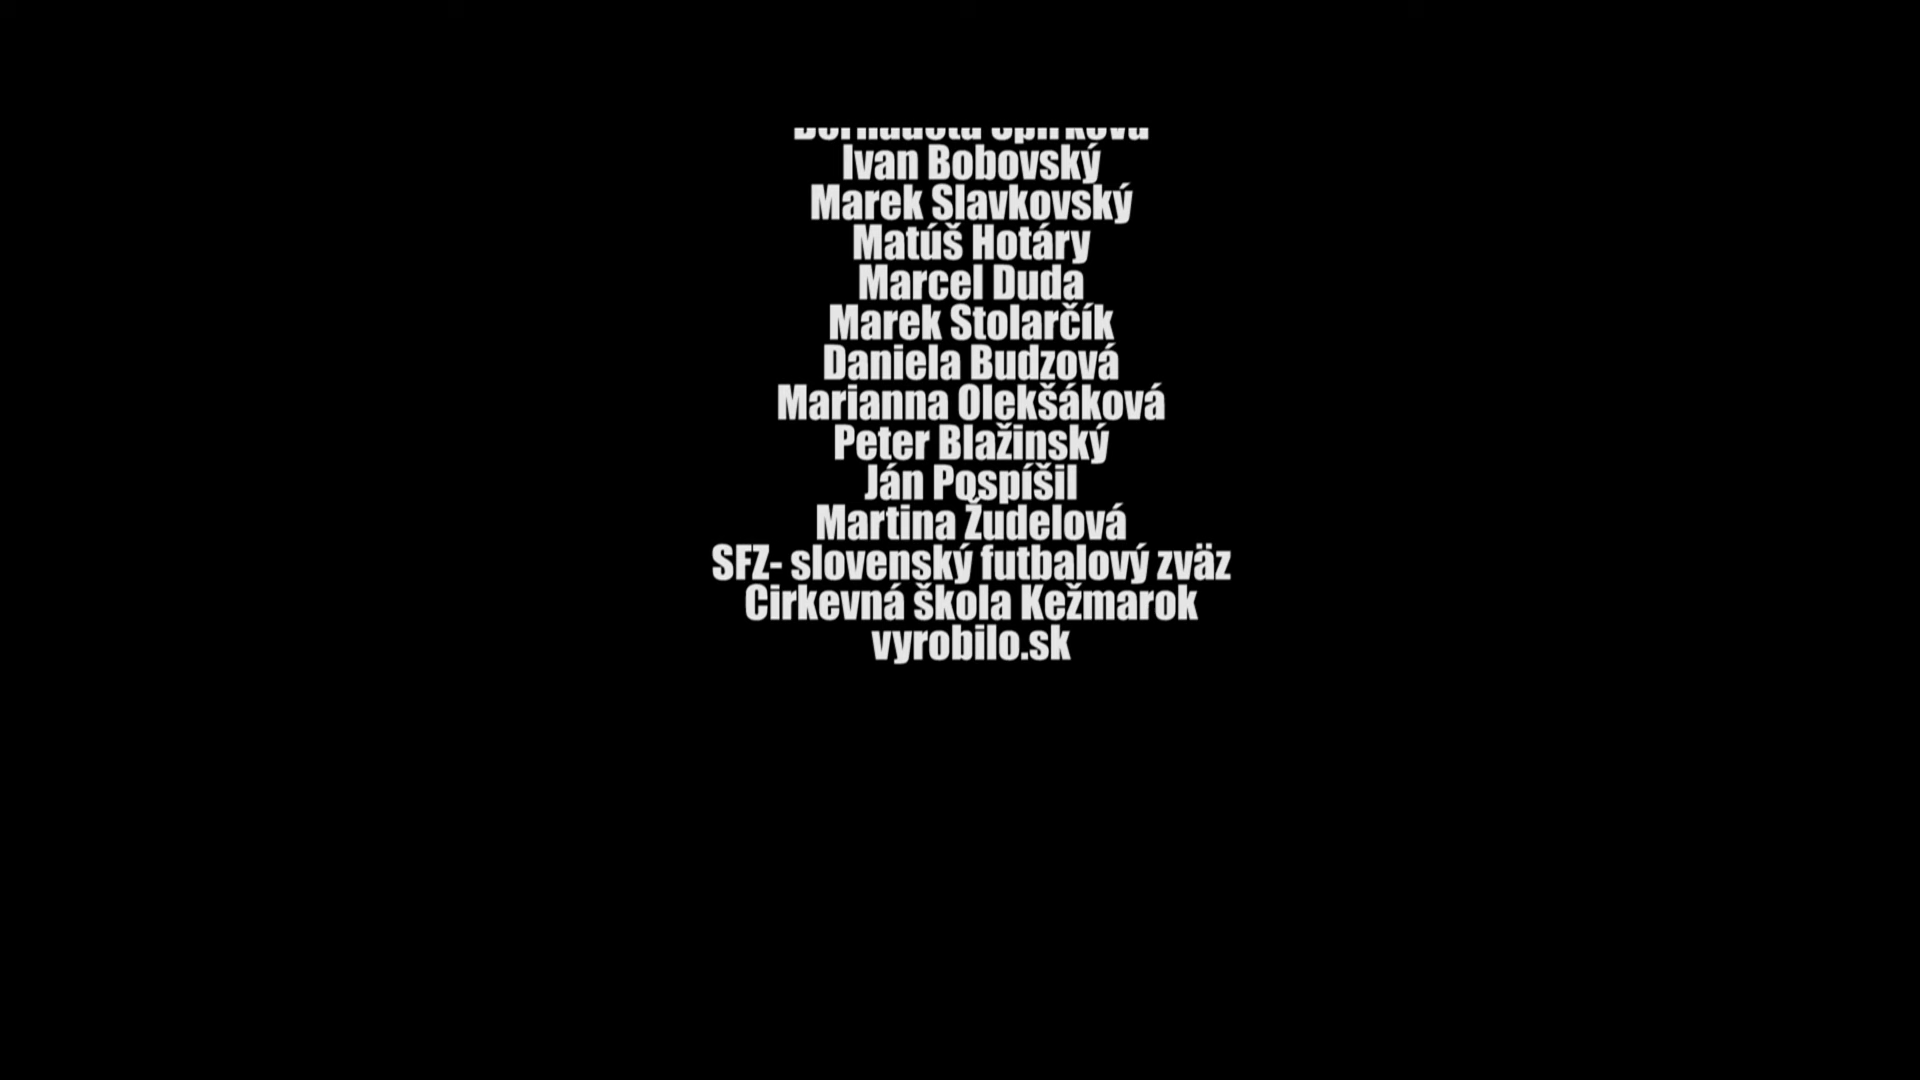 Ivan Bobovský
Marek Slavkovský
Matúš Hotáry
Marcel Duda
Marek Stolarčík
Daniela Budzová
Marianna Olekšáková
Peter Blažinský
Ján Pospíšil
Martina Žudelová
SFZ- slovenský futbalový zväz
Cirkevná škola Kežmarok
vyrobilo.sk